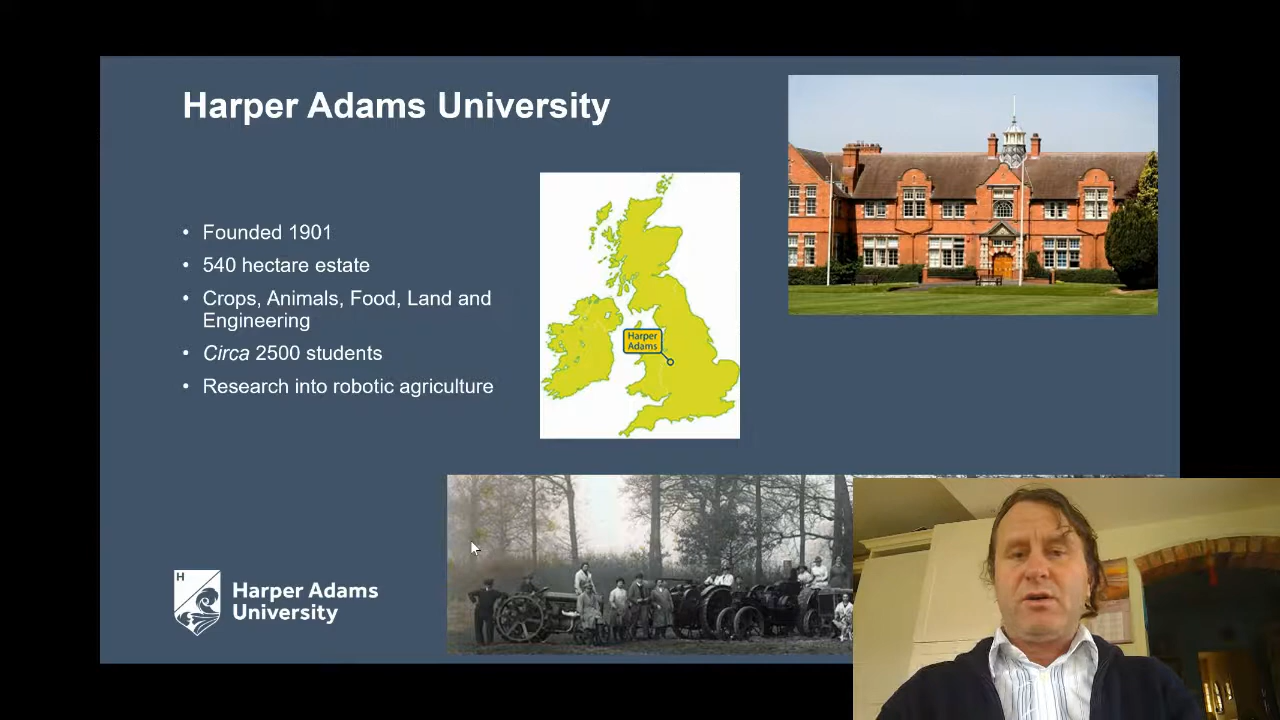 Harper Adams University
• Founded 1901
• 540 hectare estate
• Crops, Animals, Food, Land and
Engineering
• Circa 2500 students
• Research into robotic agriculture
Harper
Adams
H
Harper Adams
University